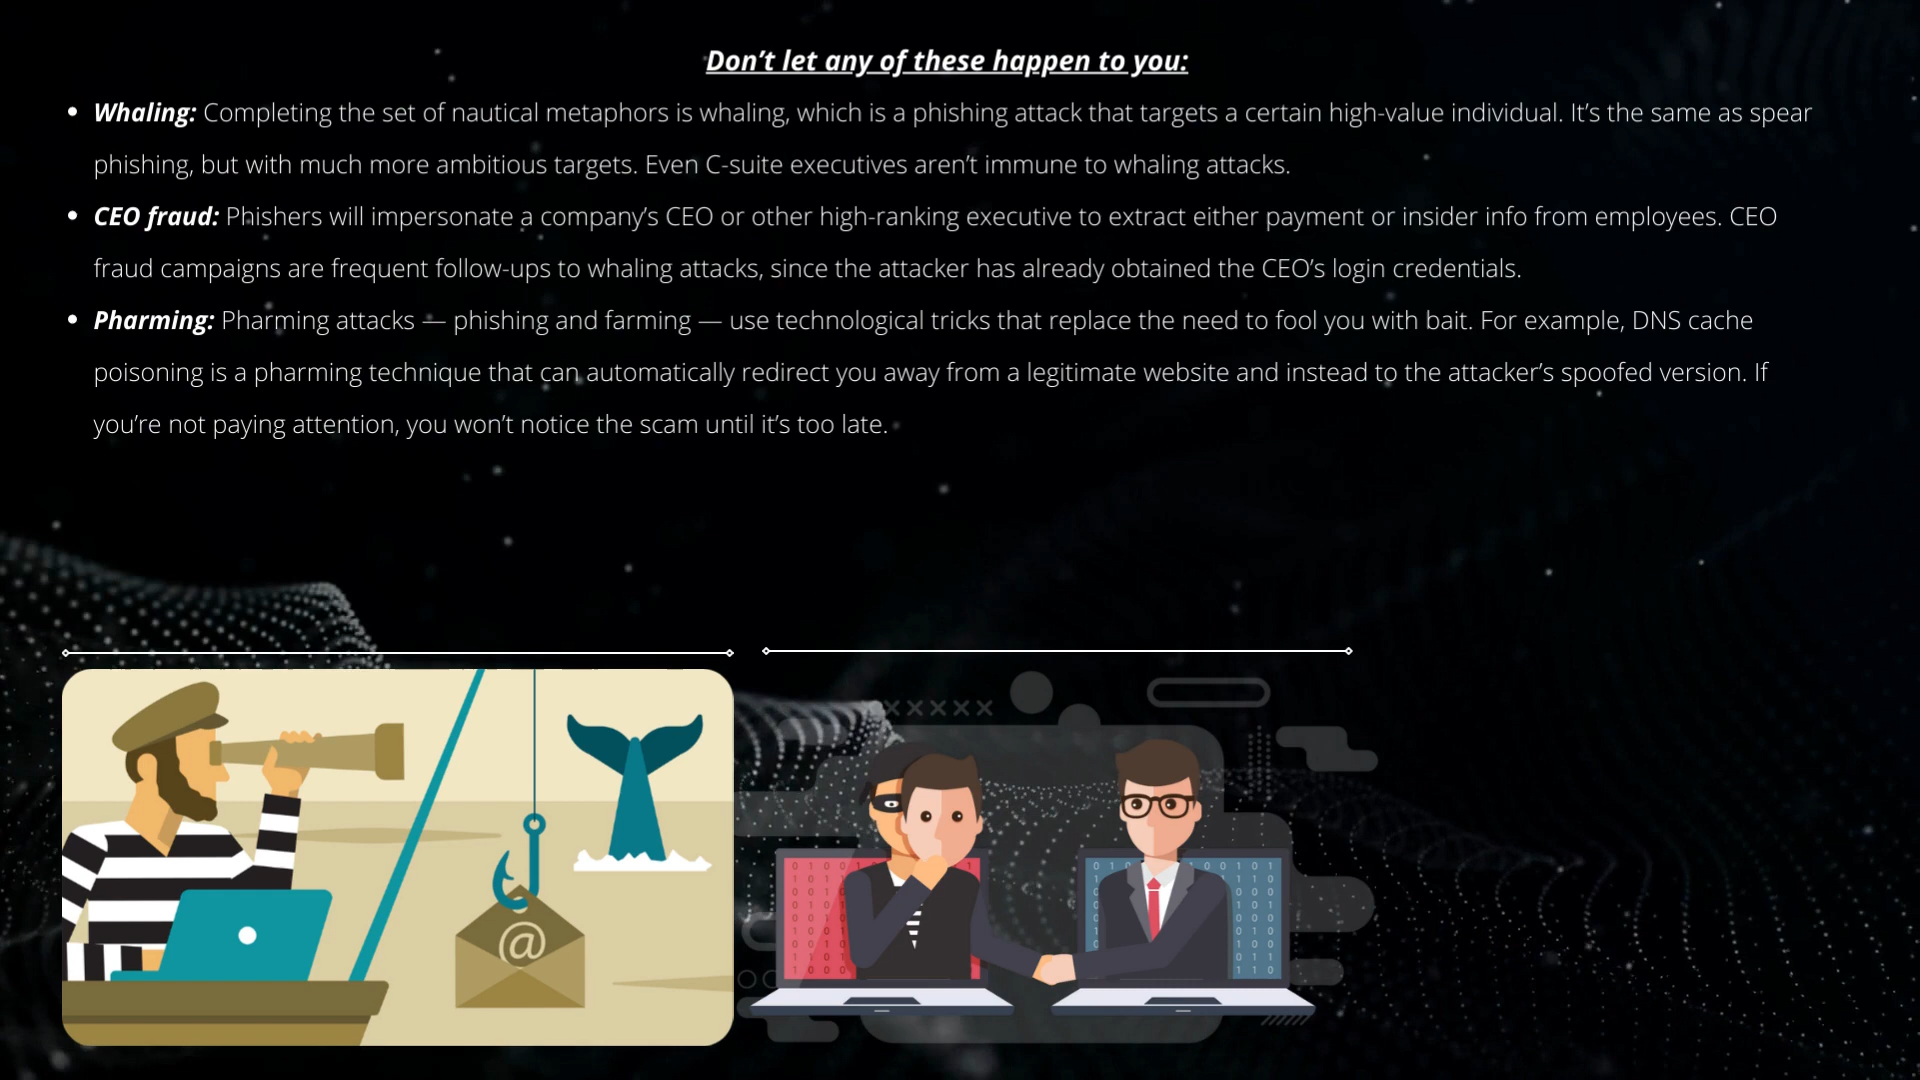 Don’t let any of these happen to you:
• Whaling: Completing the set of nautical metaphors is whaling, which is a phishing attack that targets a certain high-value individual. It’s the same as spear
phishing, but with much more ambitious targets. Even C-suite executives aren’t immune to whaling attacks.
• CEO fraud: Phishers will impersonate a company’s CEO or other high-ranking executive to extract either payment or insider info from employees. CEO
fraud campaigns are frequent follow-ups to whaling attacks, since the attacker has already obtained the CEO’s login credentials.
• Pharming: Pharming attacks — phishing and farming — use technological tricks that replace the need to fool you with bait. For example, DNS cache
poisoning is a pharming technique that can automatically redirect you away from a legitimate website and instead to the attacker’s spoofed version. If
you’re not paying attention, you won’t notice the scam until it’s too late.
@